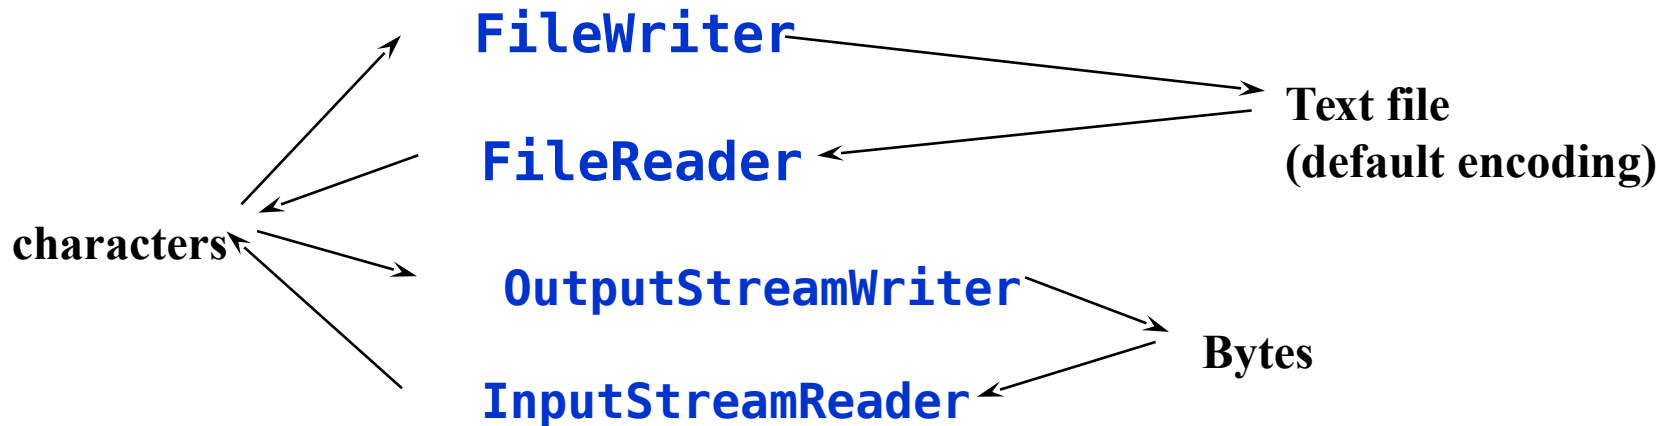 FileWriter
Text file
(default encoding)
FileReader
characters
OutputStreamWriter
Bytes
InputStreamReader